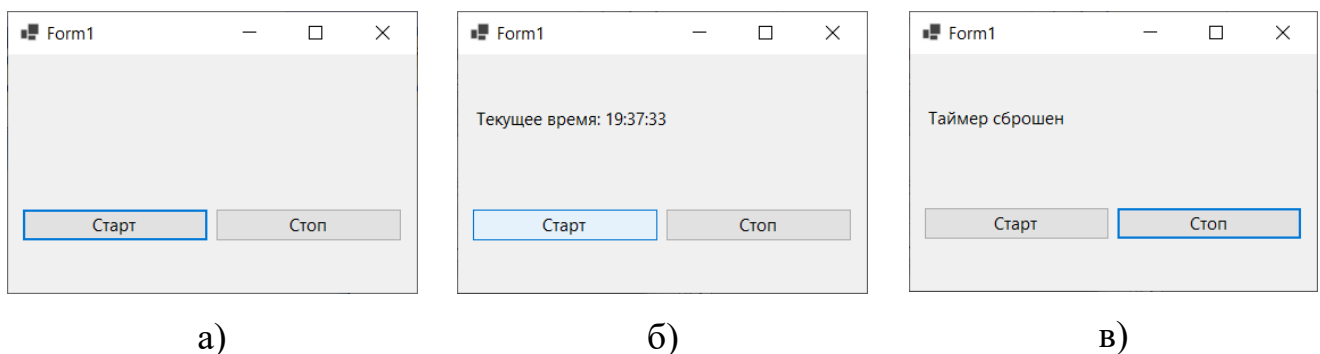 Form1
Старт Стоп
а)
Form1
Текущее время: 19:37:33
Старт Стоп
б)
Form1
Таймер сброшен
Старт Стоп
в)